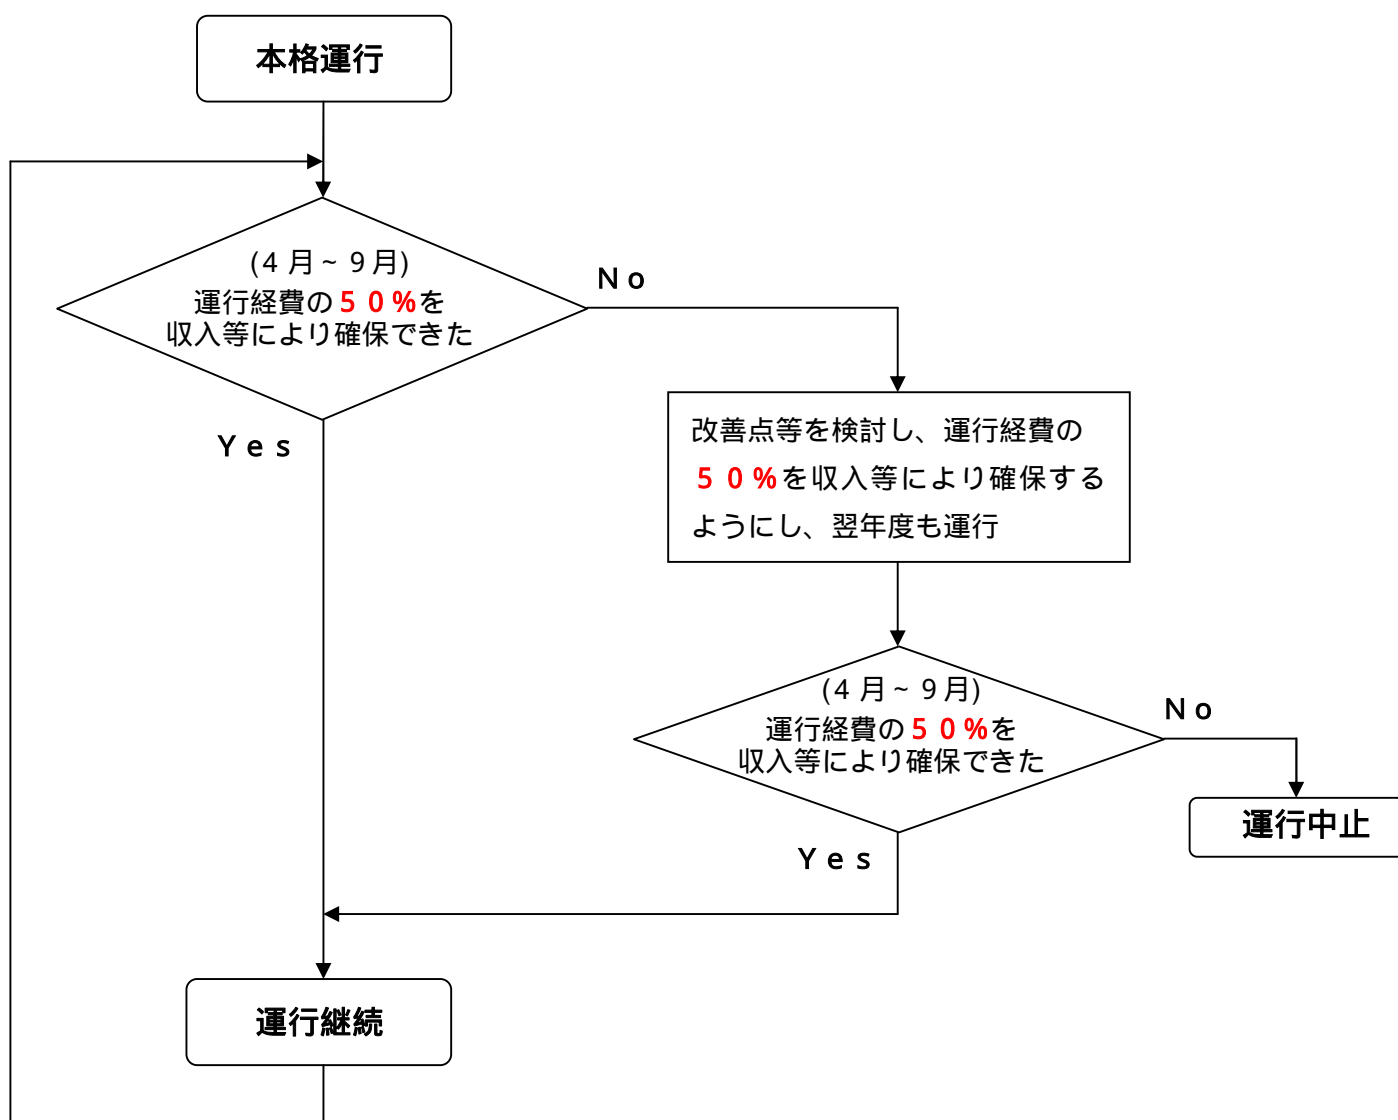 本格運行
(4月~9月)
運行経費の50%を
収入等により確保できた
No
Yes
改善点等を検討し、運行経費の
50%を収入等により確保する
ようにし、翌年度も運行
(4月~9月)
運行経費の50%を
収入等により確保できた
No
運行中止
Yes
運行継続